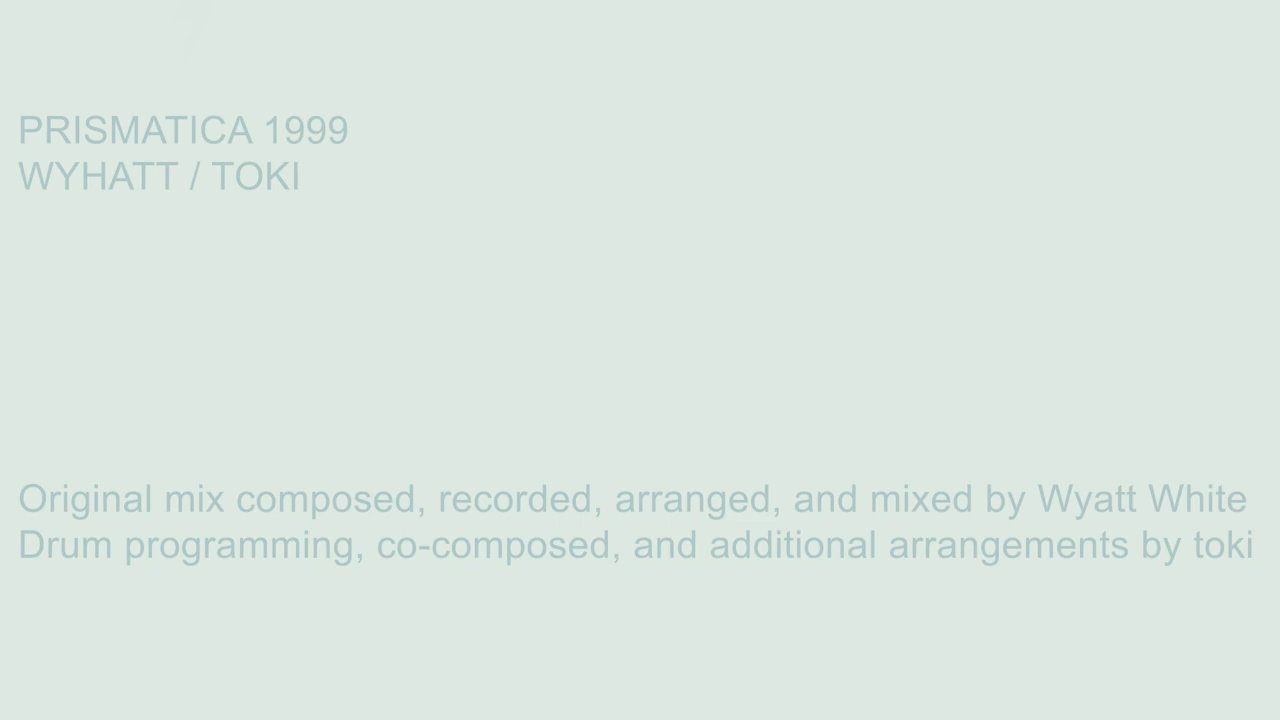 PRISMATICA 1999
WYHATT / TOKI
Original mix composed, recorded, arranged, and mixed by Wyatt White
Drum programming, co-composed, and additional arrangements by toki